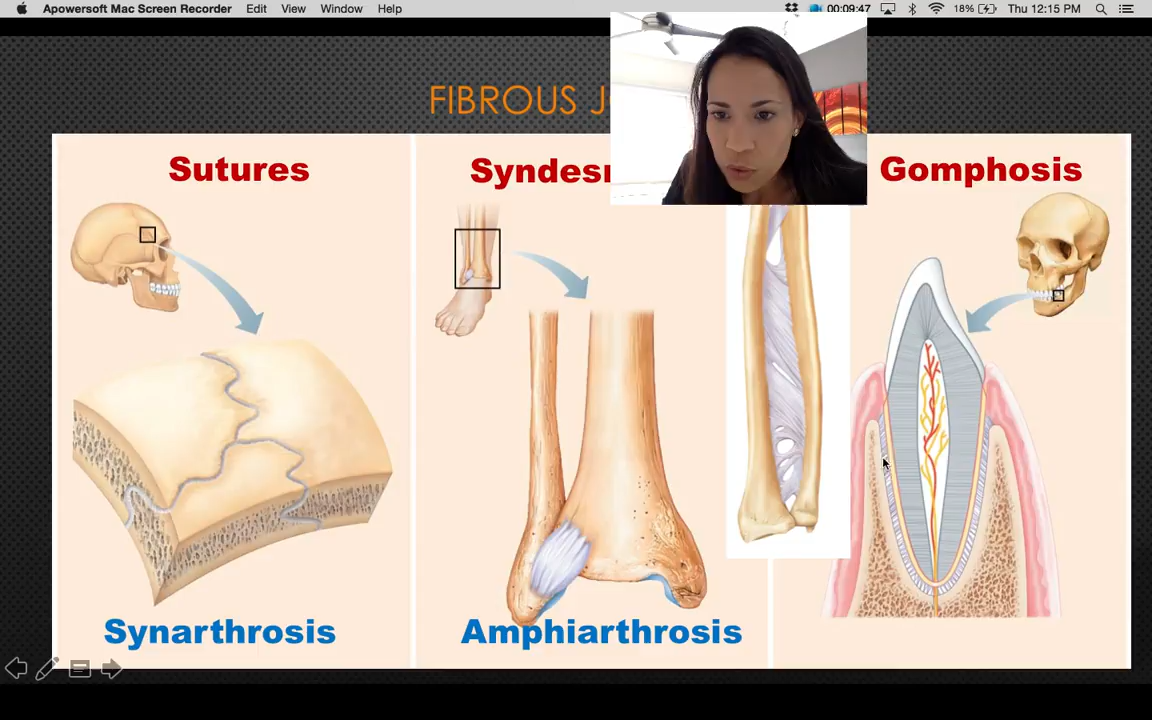 Apowersoft Mac Screen Recorder Edit View Window Help 00:09:47 18% Thu 12:15 PM
FIBROUS
Sutures
Gomphosis
Synarthrosis
Amphiarthrosis